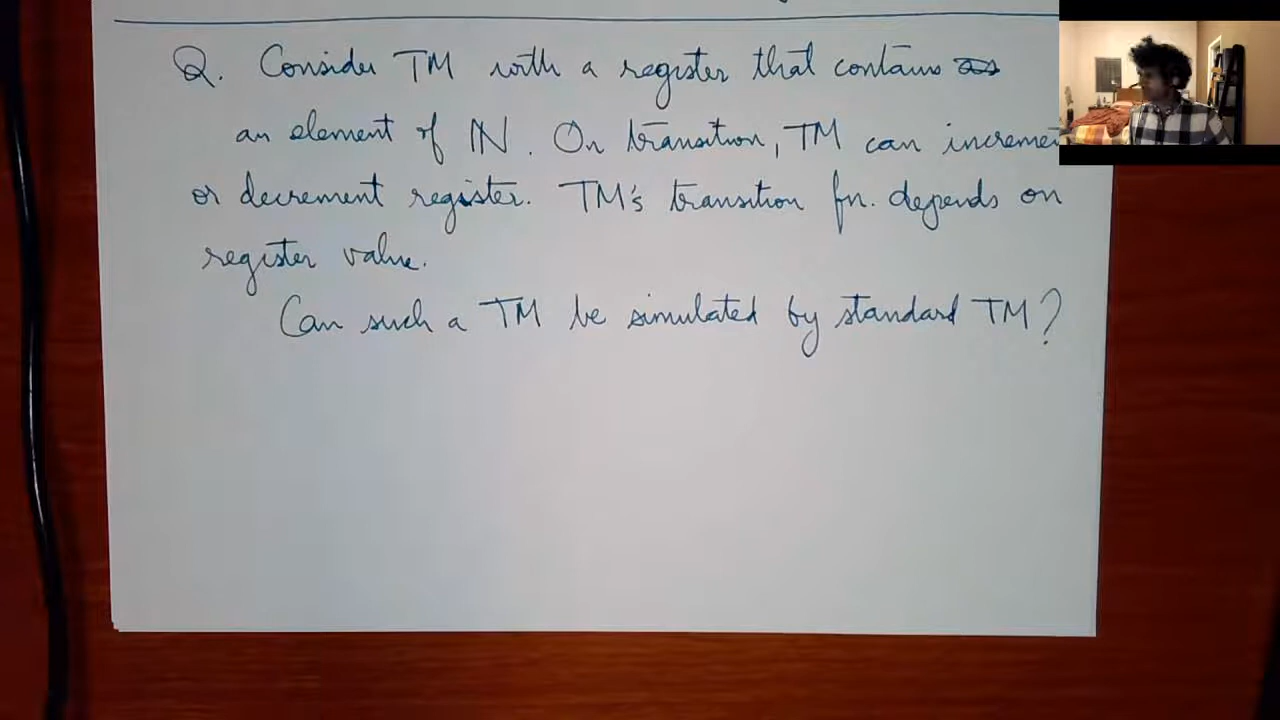 Q. Consider TM with a register that contains
an element of ℕ. On transition, TM can increment
or decrement register. TM's transition fn. depends on
register value.
Can such a TM be simulated by standard TM?